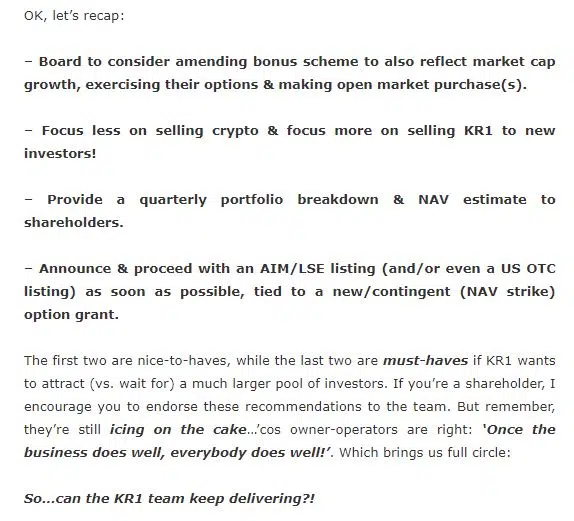 OK, let’s recap:
– Board to consider amending bonus scheme to also reflect market cap
growth, exercising their options & making open market purchase(s).
– Focus less on selling crypto & focus more on selling KR1 to new
investors!
– Provide a quarterly portfolio breakdown & NAV estimate to
shareholders.
– Announce & proceed with an AIM/LSE listing (and/or even a US OTC
listing) as soon as possible, tied to a new/contingent (NAV strike)
option grant.
The first two are nice-to-haves, while the last two are must-haves if KR1 wants
to attract (vs. wait for) a much larger pool of investors. If you’re a shareholder, I
encourage you to endorse these recommendations to the team. But remember,
they’re still icing on the cake…’cos owner-operators are right: ‘Once the
business does well, everybody does well!’. Which brings us full circle:
So…can the KR1 team keep delivering?!